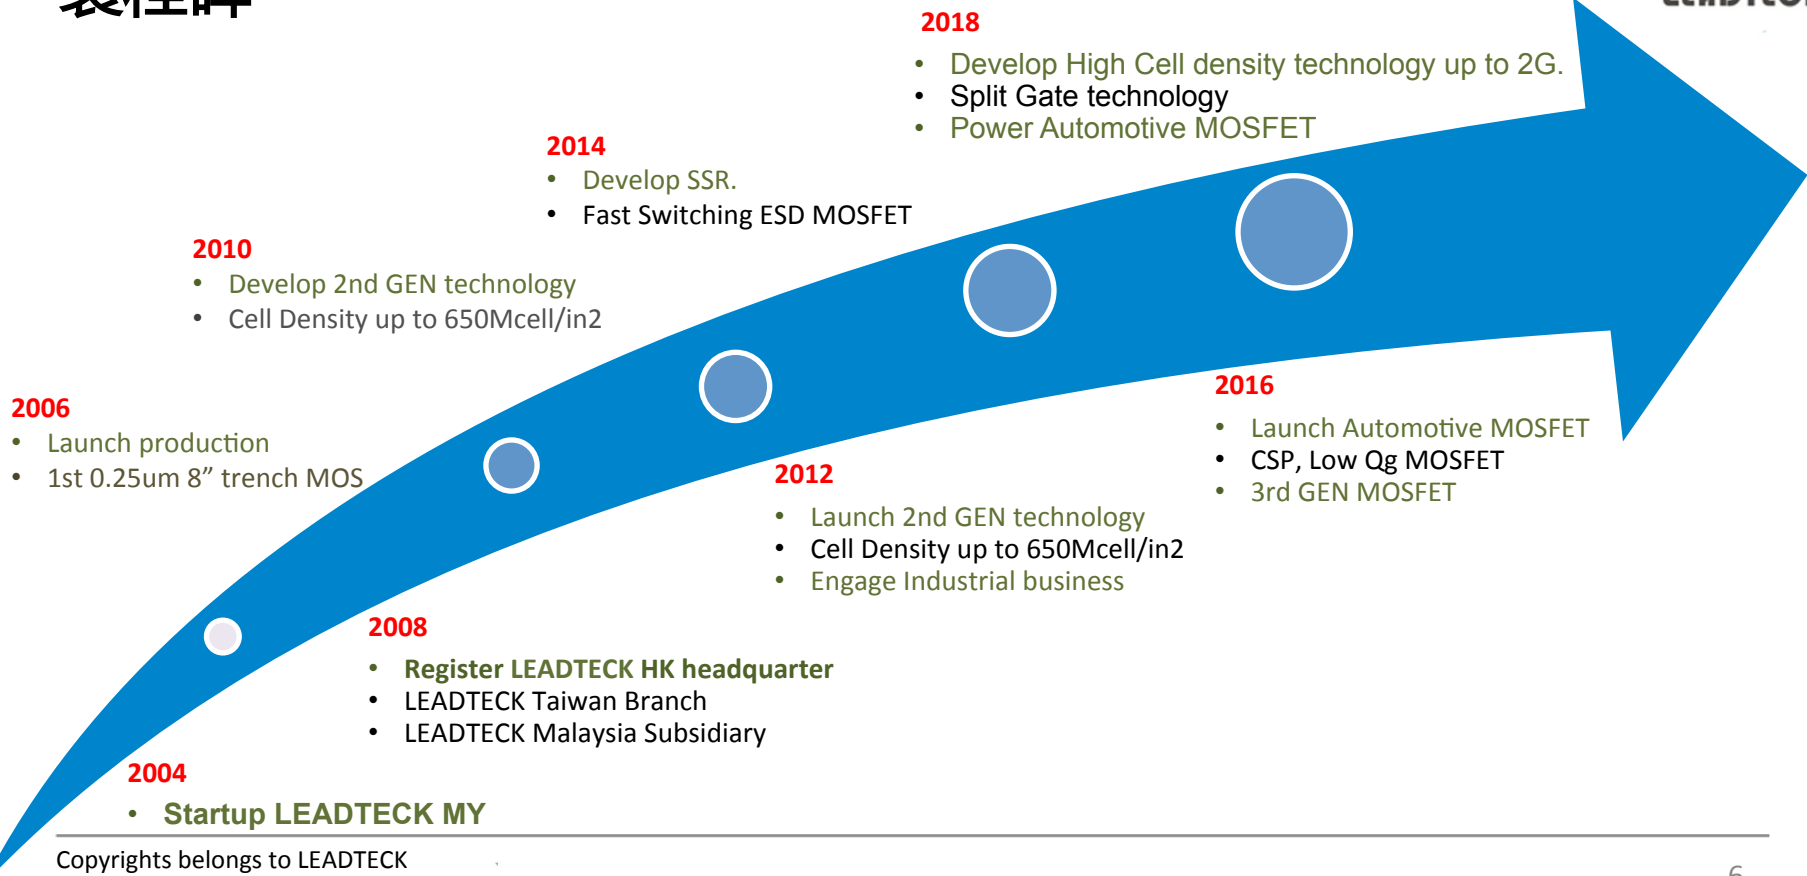 2018
• Develop High Cell density technology up to 2G.
• Split Gate technology
• Power Automotive MOSFET
2014
• Develop SSR.
• Fast Switching ESD MOSFET
2010
• Develop 2nd GEN technology
• Cell Density up to 650Mcell/in2
2006
• Launch production
• 1st 0.25um 8” trench MOS
2016
• Launch Automotive MOSFET
• CSP, Low Qg MOSFET
• 3rd GEN MOSFET
2012
• Launch 2nd GEN technology
• Cell Density up to 650Mcell/in2
• Engage Industrial business
2008
• Register LEADTECK HK headquarter
• LEADTECK Taiwan Branch
• LEADTECK Malaysia Subsidiary
2004
• Startup LEADTECK MY
Copyrights belongs to LEADTECK
6